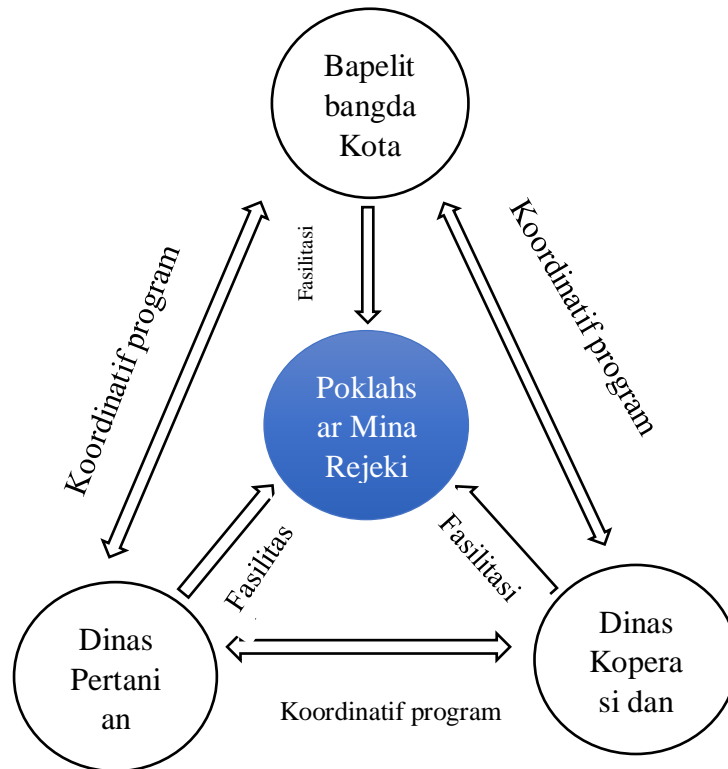 Bapelit
bangda
Kota
Koordinatif program
Fasilitasi
Koordinatif program
Poklahs
ar Mina
Rejeki
Fasilitas
Fasilitasi
Dinas
Pertani
an
Koordinatif program
Dinas
Kopera
si dan